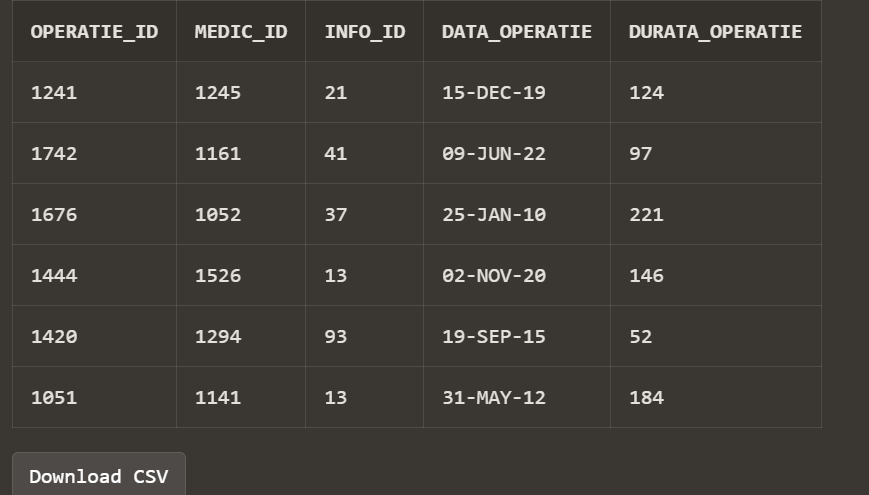 OPERATIE_ID MEDIC_ID INFO_ID DATA_OPERATIE DURATA_OPERATIE
1241 1245 21 15-DEC-19 124
1742 1161 41 09-JUN-22 97
1676 1052 37 25-JAN-10 221
1444 1526 13 02-NOV-20 146
1420 1294 93 19-SEP-15 52
1051 1141 13 31-MAY-12 184
Download CSV